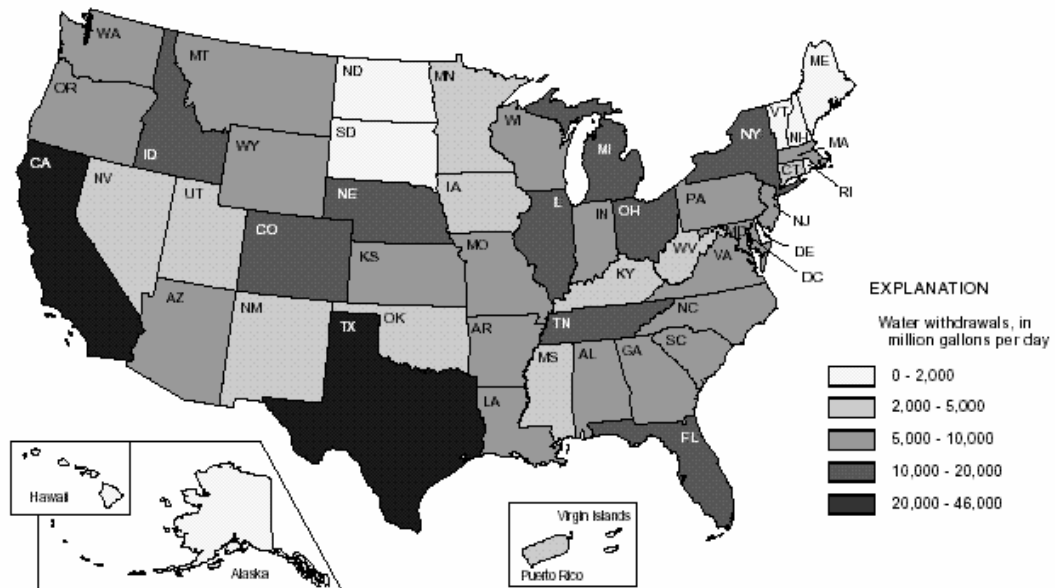 WA
MT
ND
MN
ME
OR
VT
ID
SD
WI
NY
NH
MA
WY
MI
CA
CT
RI
NV
NE
IA
PA
UT
IL
IN
OH
NJ
CO
MD
DE
KS
MO
WV
VA
DC
KY
AZ
NM
OK
TN
NC
TX
AR
SC
MS
AL
GA
LA
FL
EXPLANATION
Water withdrawals, in
million gallons per day
0 - 2,000
2,000 - 5,000
5,000 - 10,000
10,000 - 20,000
20,000 - 46,000
Hawaii
Alaska
Virgin Islands
Puerto Rico